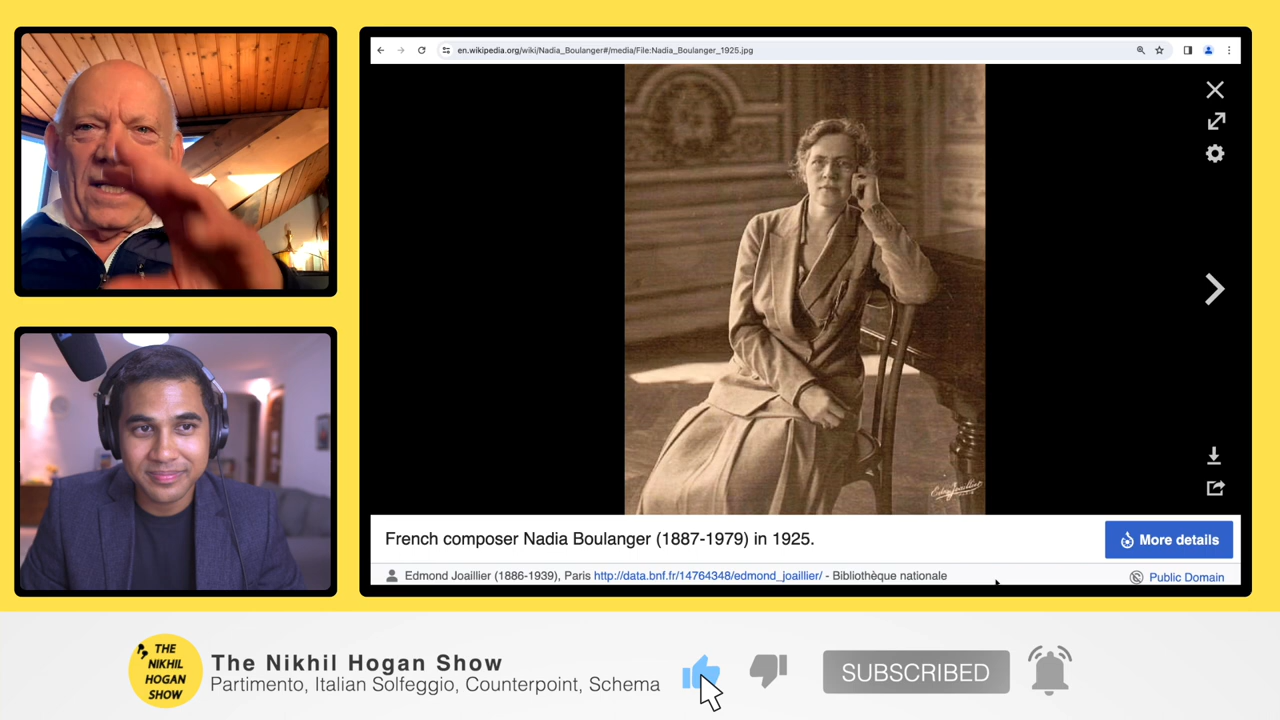 en.wikipedia.org/wiki/Nadia_Boulanger#/media/File:Nadia_Boulanger_1925.jpg
French composer Nadia Boulanger (1887-1979) in 1925.
More details
Edmond Joaillier (1886-1939), Paris http://data.bnf.fr/14764348/edmond_joaillier/ - Bibliothèque nationale
Public Domain
THE
NIKHIL
HOGAN
SHOW
The Nikhil Hogan Show
Partimento, Italian Solfeggio, Counterpoint, Schema
SUBSCRIBED